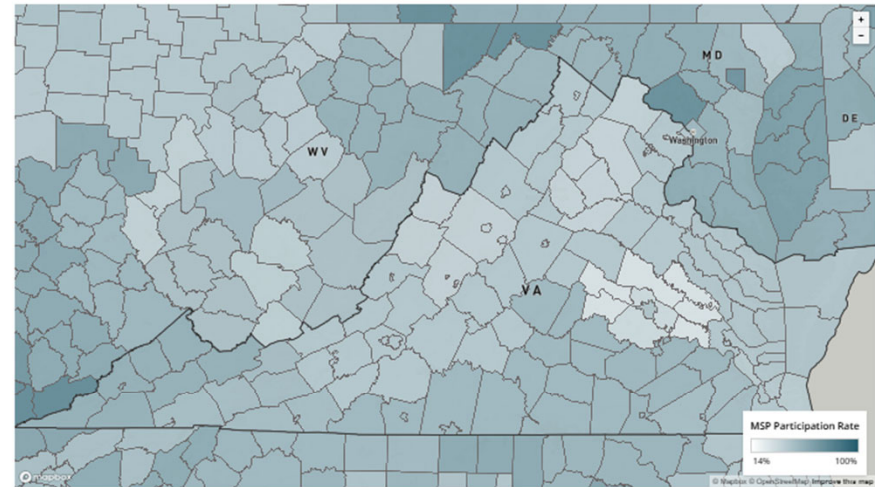 +
−
MD
DE
WV
Washington
VA
MSP Participation Rate
14% 100%
mapbox
© Mapbox © OpenStreetMap Improve this map